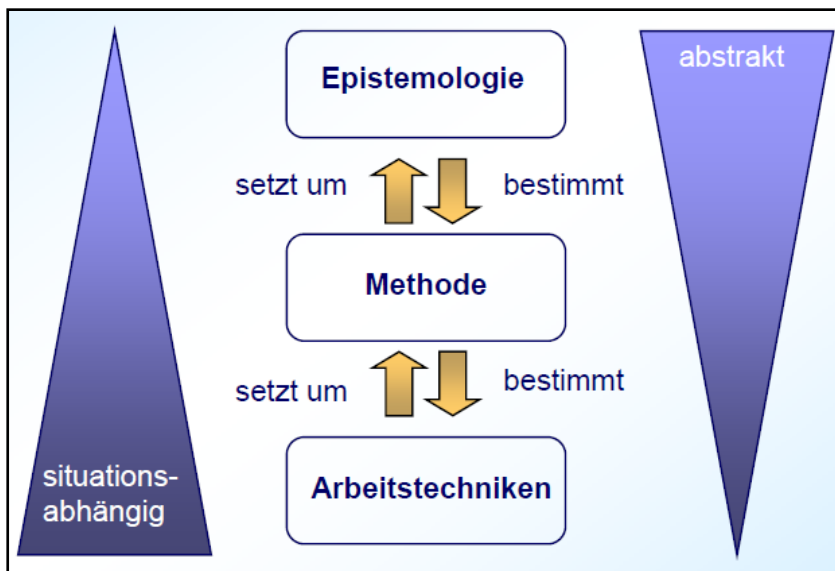 Epistemologie
abstrakt
setzt um
bestimmt
Methode
setzt um
bestimmt
situations-
abhängig
Arbeitstechniken